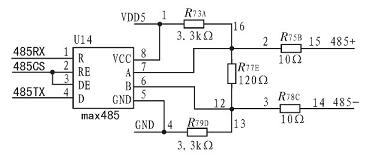 VDD5 1 R73A 16
3.3kΩ
U14
485RX 1 R VCC 8
485CS 2 RE A 7
3 DE B 6
485TX 4 D GND 5
max485
2 R75B 15 485+
10Ω
R77E
120Ω
12 3 R78C 14 485-
10Ω
GND 4 R79D 13
3,3kΩ